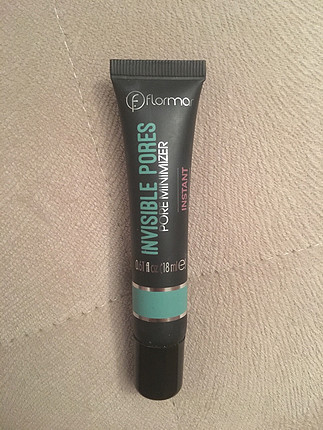 flormar
INVISIBLE PORES
PORE MINIMIZER
INSTANT
0.61 fl oz (18 ml ℮